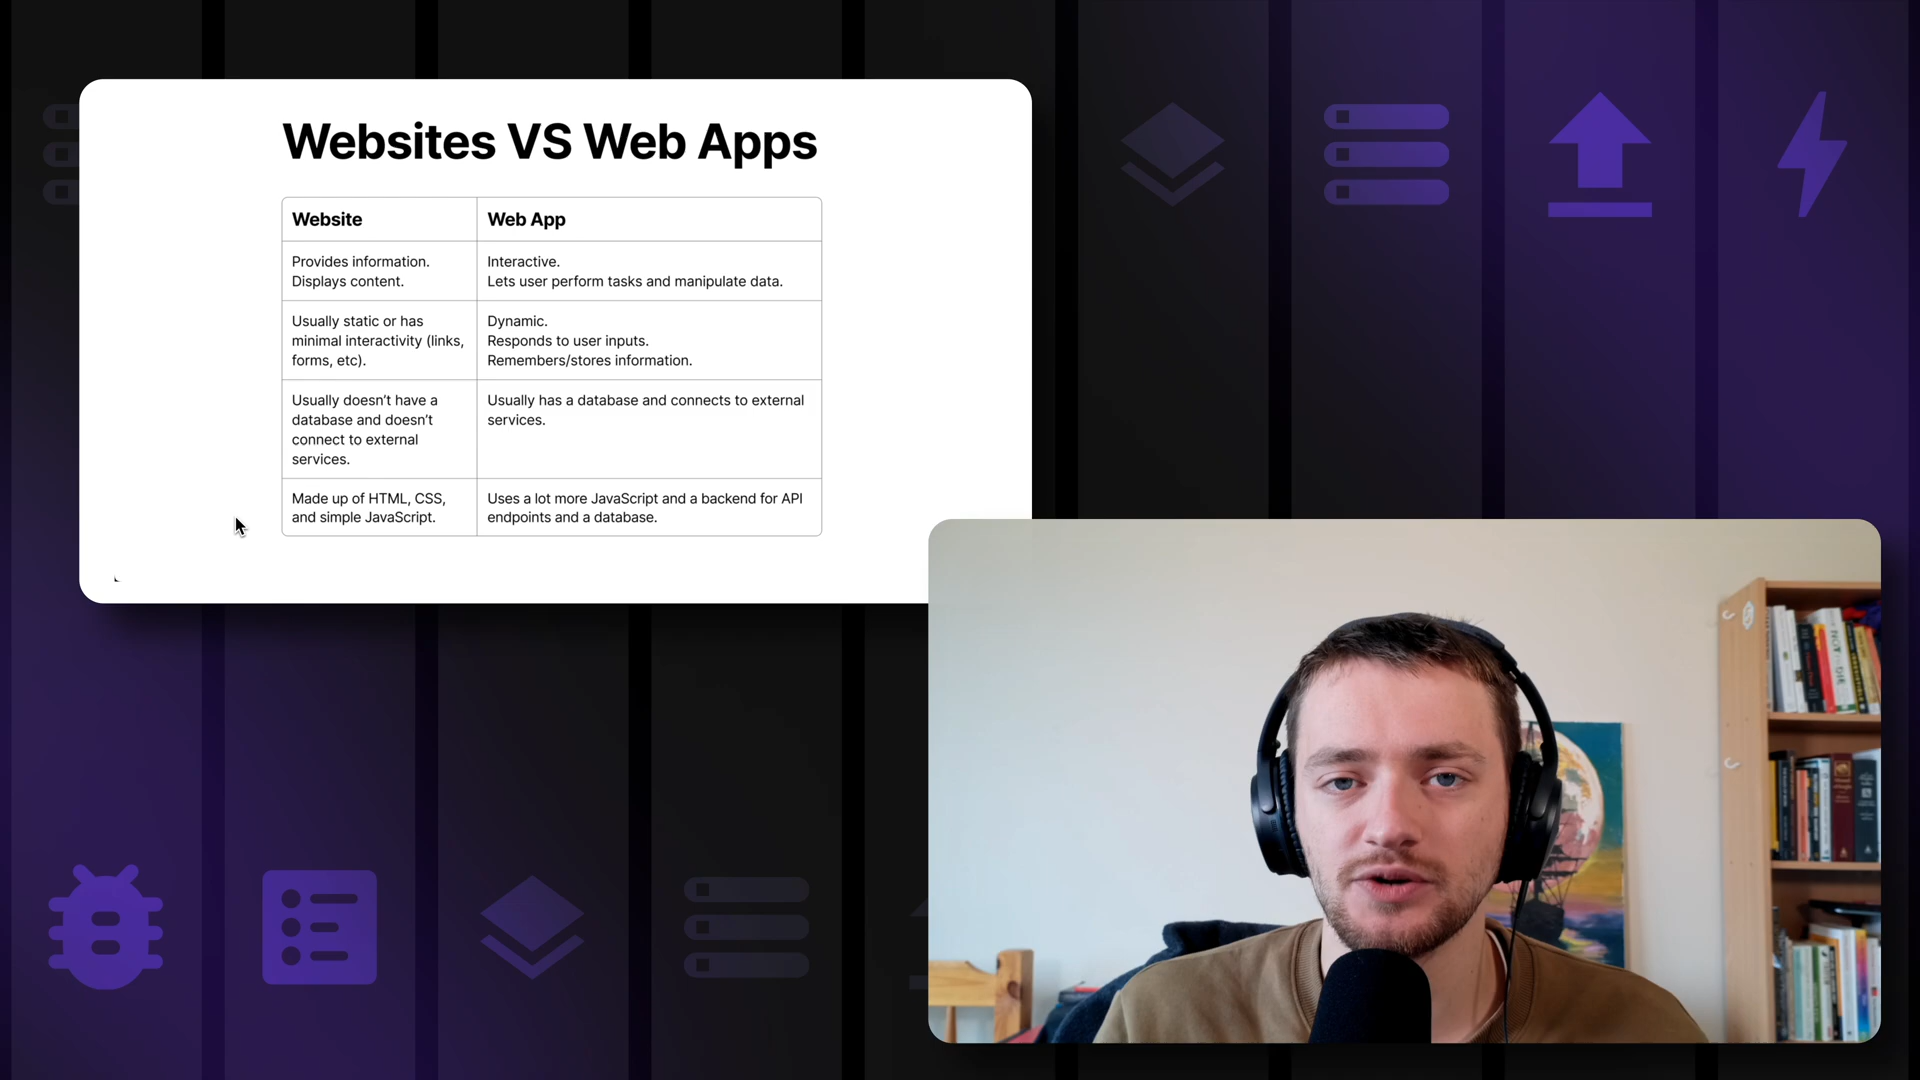 Websites VS Web Apps
Website
Web App
Provides information.
Displays content.
Interactive.
Lets user perform tasks and manipulate data.
Usually static or has
minimal interactivity (links,
forms, etc).
Dynamic.
Responds to user inputs.
Remembers/stores information.
Usually doesn’t have a
database and doesn’t
connect to external
services.
Usually has a database and connects to external
services.
Made up of HTML, CSS,
and simple JavaScript.
Uses a lot more JavaScript and a backend for API
endpoints and a database.